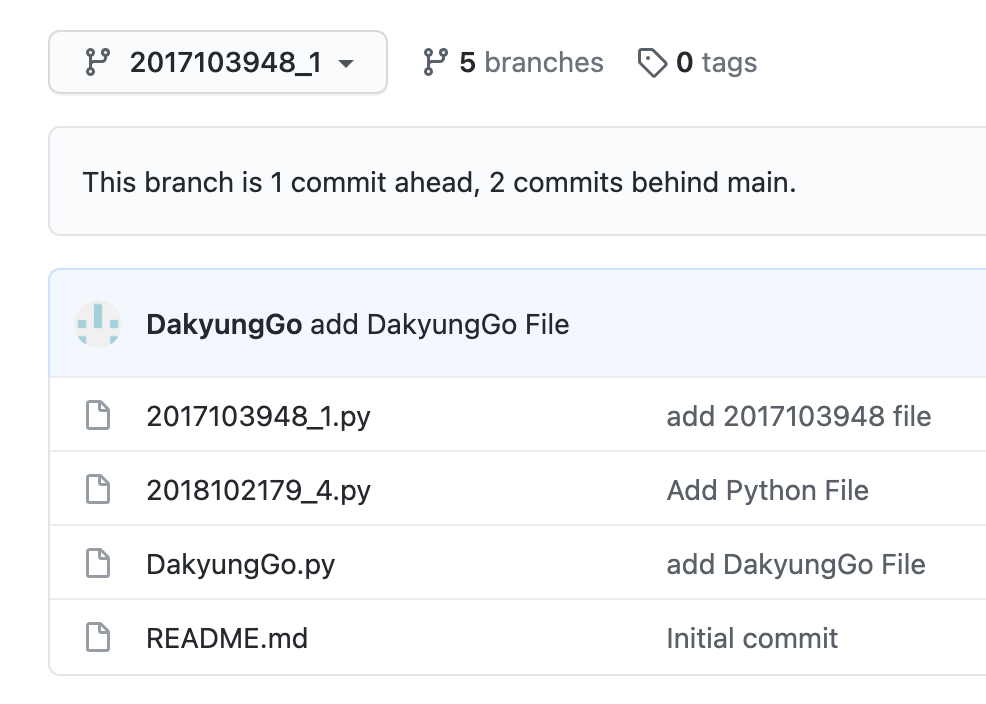 2017103948_1 5 branches 0 tags
This branch is 1 commit ahead, 2 commits behind main.
DakyungGo add DakyungGo File
2017103948_1.py add 2017103948 file
2018102179_4.py Add Python File
DakyungGo.py add DakyungGo File
README.md Initial commit